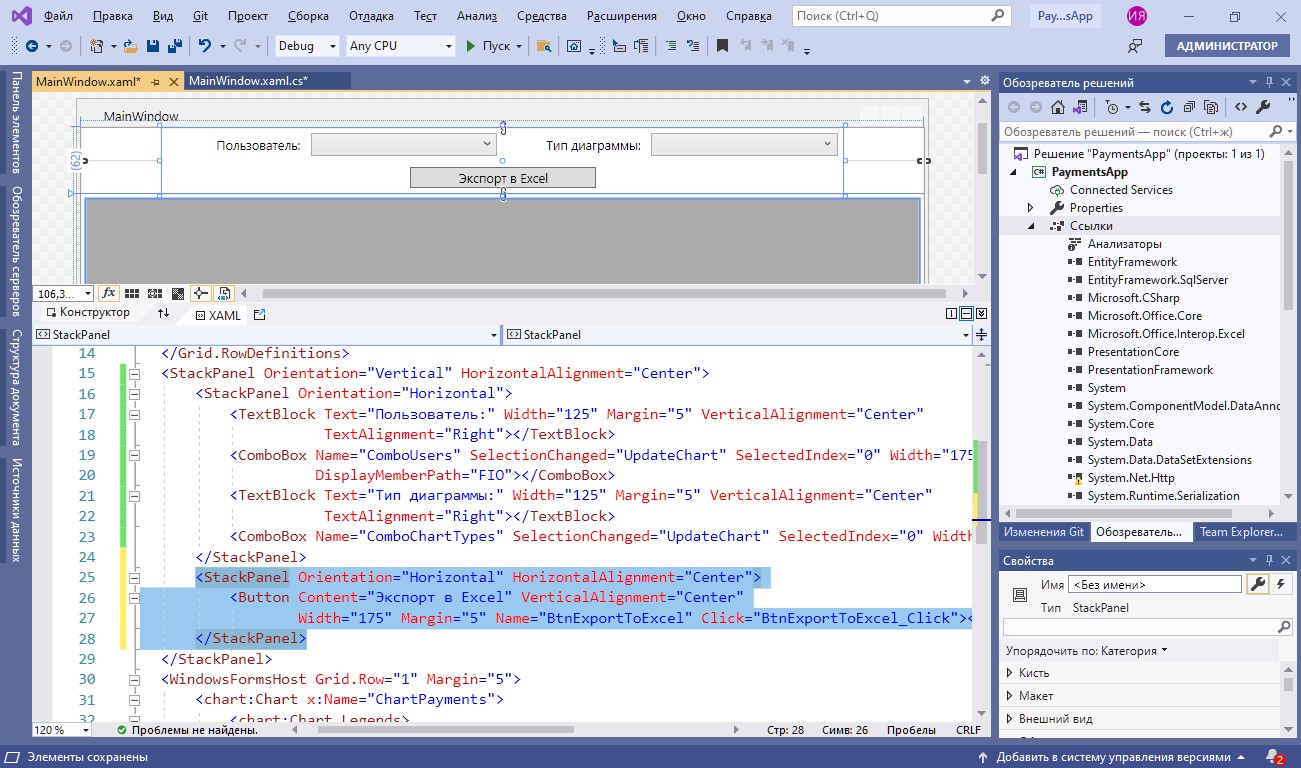 Файл Правка Вид Git Проект Сборка Отладка Тест Анализ Средства Расширения Окно Справка Поиск (Ctrl+Q) Pay...sApp ИЯ
Debug Any CPU Пуск АДМИНИСТРАТОР
Панель элементов
Обозреватель серверов
Структура документа
Источники данных
MainWindow.xaml* MainWindow.xaml.cs*
MainWindow
(62)
Пользователь: Тип диаграммы:
Экспорт в Excel
106,3... fx
Конструктор XAML
StackPanel StackPanel
14 </Grid.RowDefinitions>
15 <StackPanel Orientation="Vertical" HorizontalAlignment="Center">
16 <StackPanel Orientation="Horizontal">
17 <TextBlock Text="Пользователь:" Width="125" Margin="5" VerticalAlignment="Center"
18 TextAlignment="Right"></TextBlock>
19 <ComboBox Name="ComboUsers" SelectionChanged="UpdateChart" SelectedIndex="0" Width="175
20 DisplayMemberPath="FIO"></ComboBox>
21 <TextBlock Text="Тип диаграммы:" Width="125" Margin="5" VerticalAlignment="Center"
22 TextAlignment="Right"></TextBlock>
23 <ComboBox Name="ComboChartTypes" SelectionChanged="UpdateChart" SelectedIndex="0" Widt
24 </StackPanel>
25 <StackPanel Orientation="Horizontal" HorizontalAlignment="Center">
26 <Button Content="Экспорт в Excel" VerticalAlignment="Center"
27 Width="175" Margin="5" Name="BtnExportToExcel" Click="BtnExportToExcel_Click"><
28 </StackPanel>
29 </StackPanel>
30 <WindowsFormsHost Grid.Row="1" Margin="5">
31 <chart:Chart x:Name="ChartPayments">
32 <chart:Chart.Legends>
120 % Проблемы не найдены. Стр: 28 Симв: 26 Пробелы CRLF
Обозреватель решений
Обозреватель решений — поиск (Ctrl+ж)
Решение "PaymentsApp" (проекты: 1 из 1)
C# PaymentsApp
Connected Services
Properties
Ссылки
Анализаторы
EntityFramework
EntityFramework.SqlServer
Microsoft.CSharp
Microsoft.Office.Core
Microsoft.Office.Interop.Excel
PresentationCore
PresentationFramework
System
System.ComponentModel.DataAnno
System.Core
System.Data
System.Data.DataSetExtensions
System.Net.Http
System.Runtime.Serialization
Изменения Git Обозреватель... Team Explorer...
Свойства
Имя <Без имени>
Тип StackPanel
Упорядочить по: Категория
Кисть
Макет
Внешний вид
Элементы сохранены Добавить в систему управления версиями 2